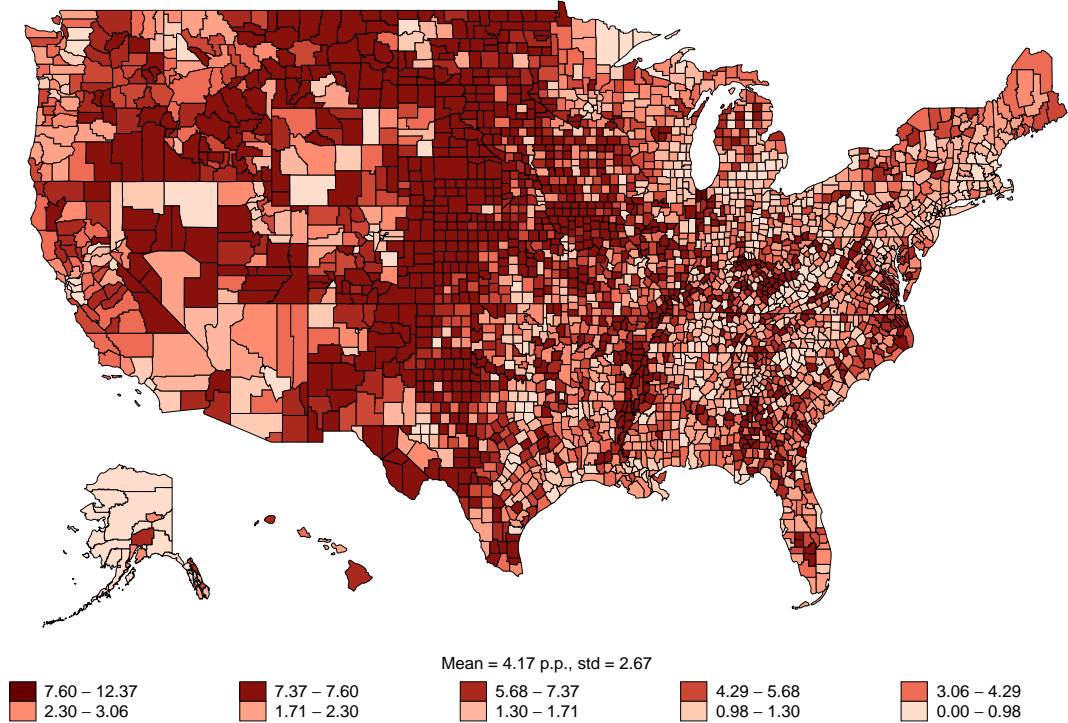 Mean = 4.17 p.p., std = 2.67
7.60 – 12.37 7.37 – 7.60 5.68 – 7.37 4.29 – 5.68 3.06 – 4.29
2.30 – 3.06 1.71 – 2.30 1.30 – 1.71 0.98 – 1.30 0.00 – 0.98